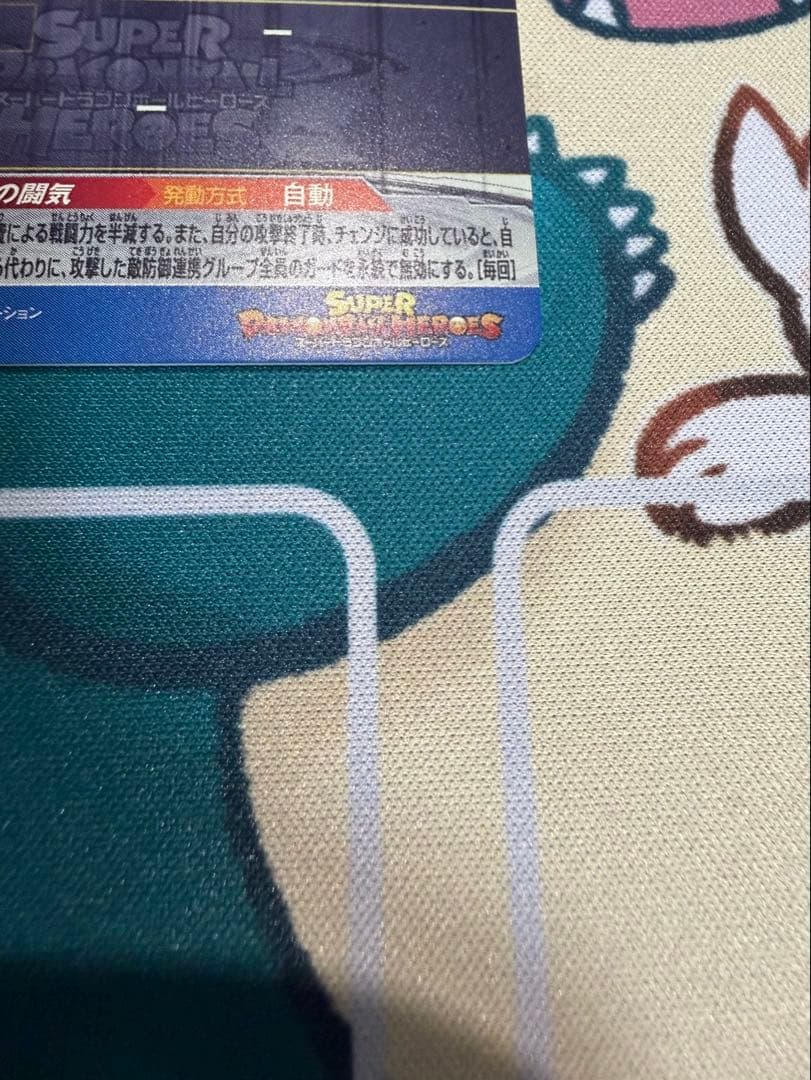 SUPER
DRAGONBALL
スーパードラゴンボールヒーローズ
HEROES
の闘気 発動方式 自動
による戦闘力を半減する。また、自分の攻撃終了時、チェンジに成功していると、自
代わりに、攻撃した敵防御連携グループ全員のガードを永続で無効にする。[毎回]
ーション
SUPER
DRAGONBALL HEROES
スーパードラゴンボールヒーローズ